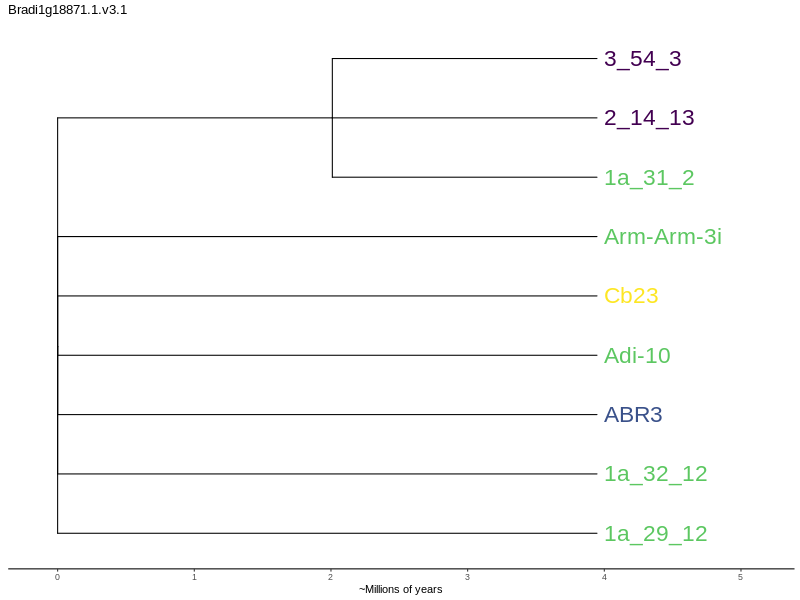 Bradi1g18871.1.v3.1
3_54_3
2_14_13
1a_31_2
Arm-Arm-3i
Cb23
Adi-10
ABR3
1a_32_12
1a_29_12
0 1 2 3 4 5
~Millions of years